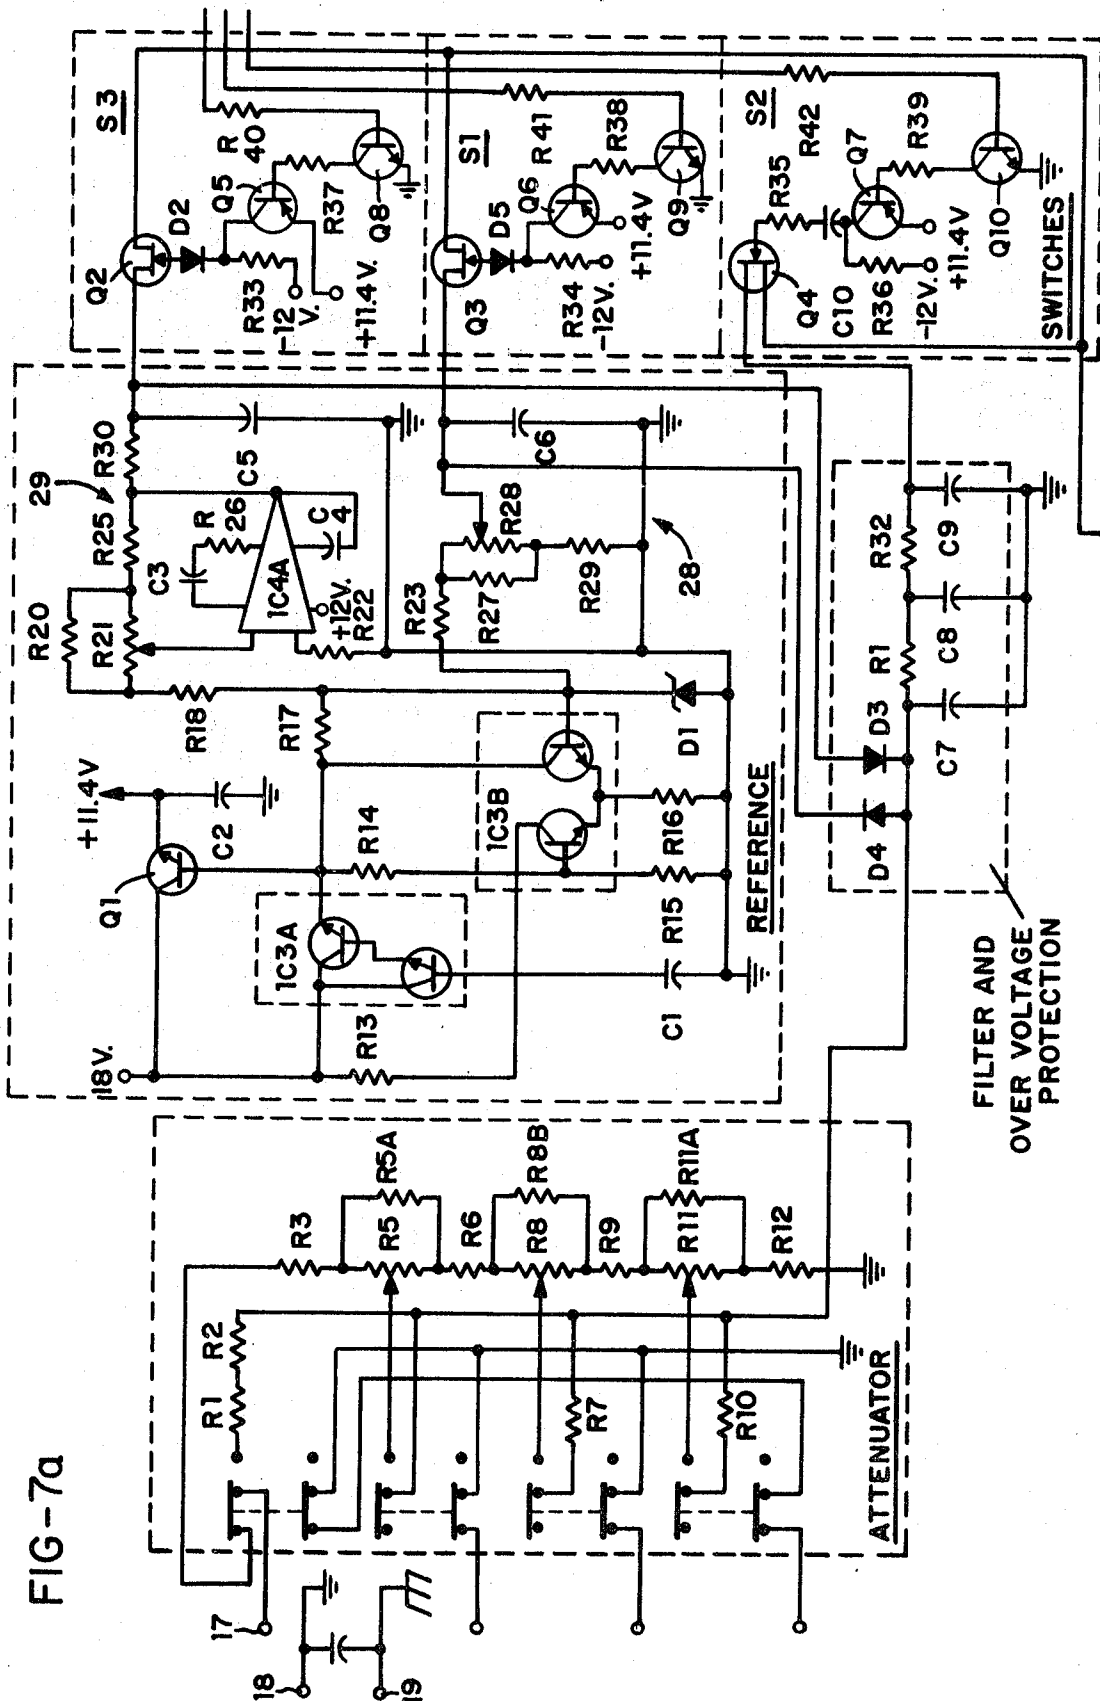 FIG-7a
17
18
19
R1
R2
R3
R5A
R5
R6
R8B
R8
R9
R11A
R11
R12
R7
R10
ATTENUATOR
18V.
Q1
+11.4V
C2
R13
1C3A
R14
R17
R18
R20
R21
R25
29
R30
C3
R
26
1C4A
C
4
C5
+12V.
R22
1C3B
R23
R27
R28
R29
C6
28
D1
R16
R15
C1
REFERENCE
Q2
D2
S3
R33
-12
V.
+11.4V.
Q5
R
40
R37
Q8
Q3
D5
S1
R34
-12V.
+11.4V
Q6
R41
R38
Q9
Q4
R35
S2
R42
C10
R36
-12V.
+11.4V
Q7
R39
Q10
SWITCHES
D4
D3
R1
R32
C7
C8
C9
FILTER AND
OVER VOLTAGE
PROTECTION